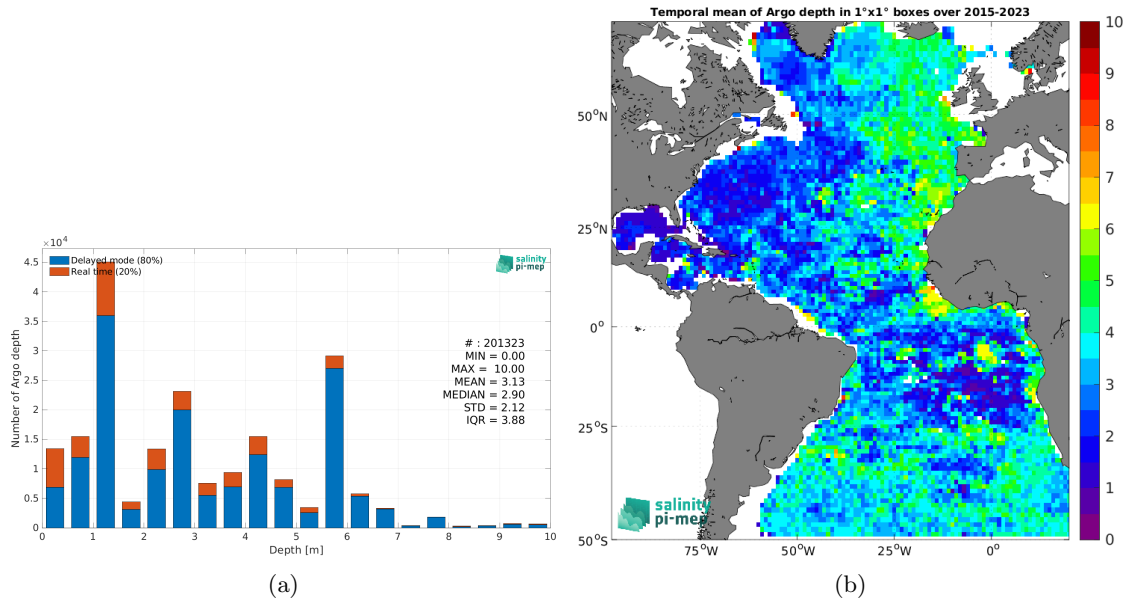 ×10⁴
4.5
4
3.5
3
2.5
2
1.5
1
0.5
0
Number of Argo depth
Delayed mode (80%)
Real time (20%)
salinity
pi-mep
# : 201323
MIN = 0.00
MAX = 10.00
MEAN = 3.13
MEDIAN = 2.90
STD = 2.12
IQR = 3.88
0 1 2 3 4 5 6 7 8 9 10
Depth [m]
(a)
Temporal mean of Argo depth in 1°x1° boxes over 2015-2023
50°N
25°N
0°
25°S
50°S
75°W 50°W 25°W 0°
salinity
pi-mep
10
9
8
7
6
5
4
3
2
1
0
(b)